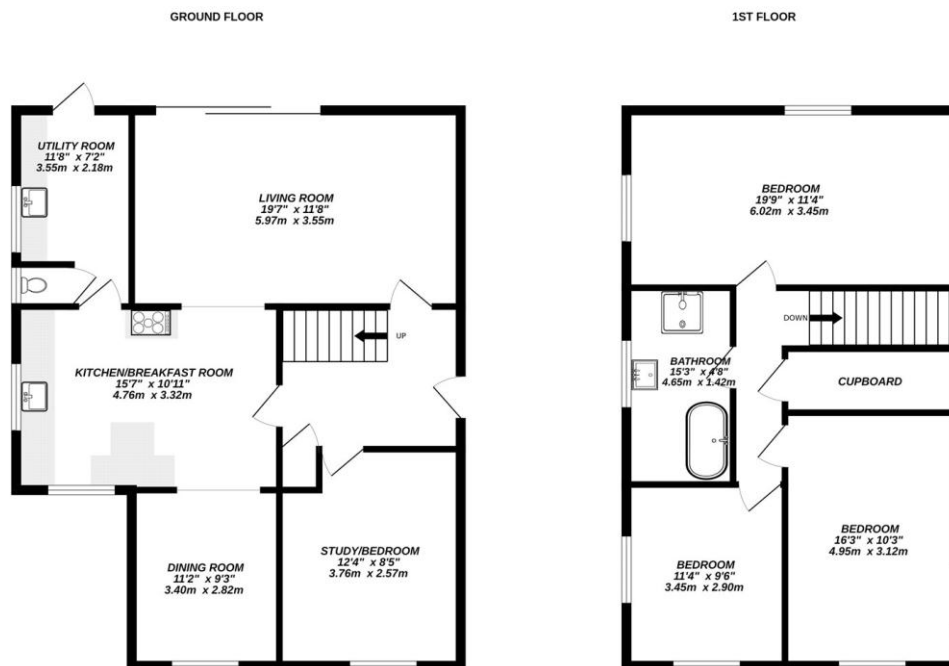 GROUND FLOOR
1ST FLOOR
UTILITY ROOM
11'8" x 7'2"
3.55m x 2.18m
LIVING ROOM
19'7" x 11'8"
5.97m x 3.55m
UP
KITCHEN/BREAKFAST ROOM
15'7" x 10'11"
4.76m x 3.32m
DINING ROOM
11'2" x 9'3"
3.40m x 2.82m
STUDY/BEDROOM
12'4" x 8'5"
3.76m x 2.57m
BEDROOM
19'9" x 11'4"
6.02m x 3.45m
DOWN
BATHROOM
15'3" x 4'8"
4.65m x 1.42m
CUPBOARD
BEDROOM
16'3" x 10'3"
4.95m x 3.12m
BEDROOM
11'4" x 9'6"
3.45m x 2.90m